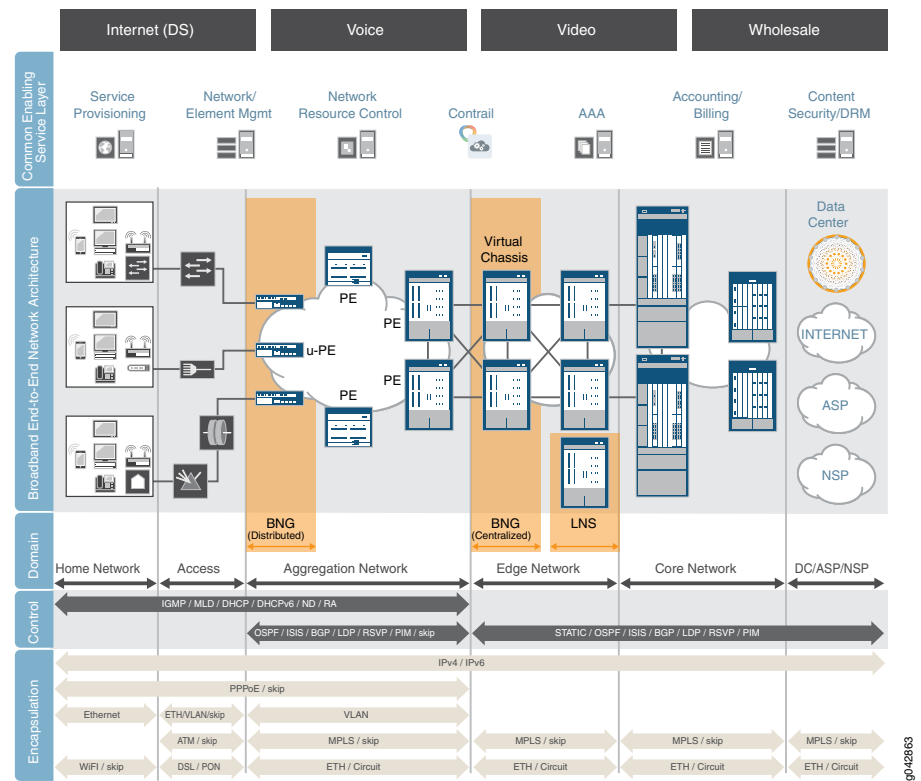 Internet (DS)
Voice
Video
Wholesale
Common Enabling
Service Layer
Service
Provisioning
Network/
Element Mgmt
Network
Resource Control
Contrail
AAA
Accounting/
Billing
Content
Security/DRM
Broadband End-to-End Network Architecture
Data
Center
Virtual
Chassis
PE
PE
u-PE
PE
PE
INTERNET
ASP
NSP
BNG
(Distributed)
BNG
(Centralized)
LNS
Domain
Home Network
Access
Aggregation Network
Edge Network
Core Network
DC/ASP/NSP
Control
IGMP / MLD / DHCP / DHCPv6 / ND / RA
OSPF / ISIS / BGP / LDP / RSVP / PIM / skip
STATIC / OSPF / ISIS / BGP / LDP / RSVP / PIM
Encapsulation
IPv4 / IPv6
PPPoE / skip
Ethernet
ETH/VLAN/skip
VLAN
ATM / skip
MPLS / skip
MPLS / skip
MPLS / skip
MPLS / skip
WiFI / skip
DSL / PON
ETH / Circuit
ETH / Circuit
ETH / Circuit
ETH / Circuit
g042863